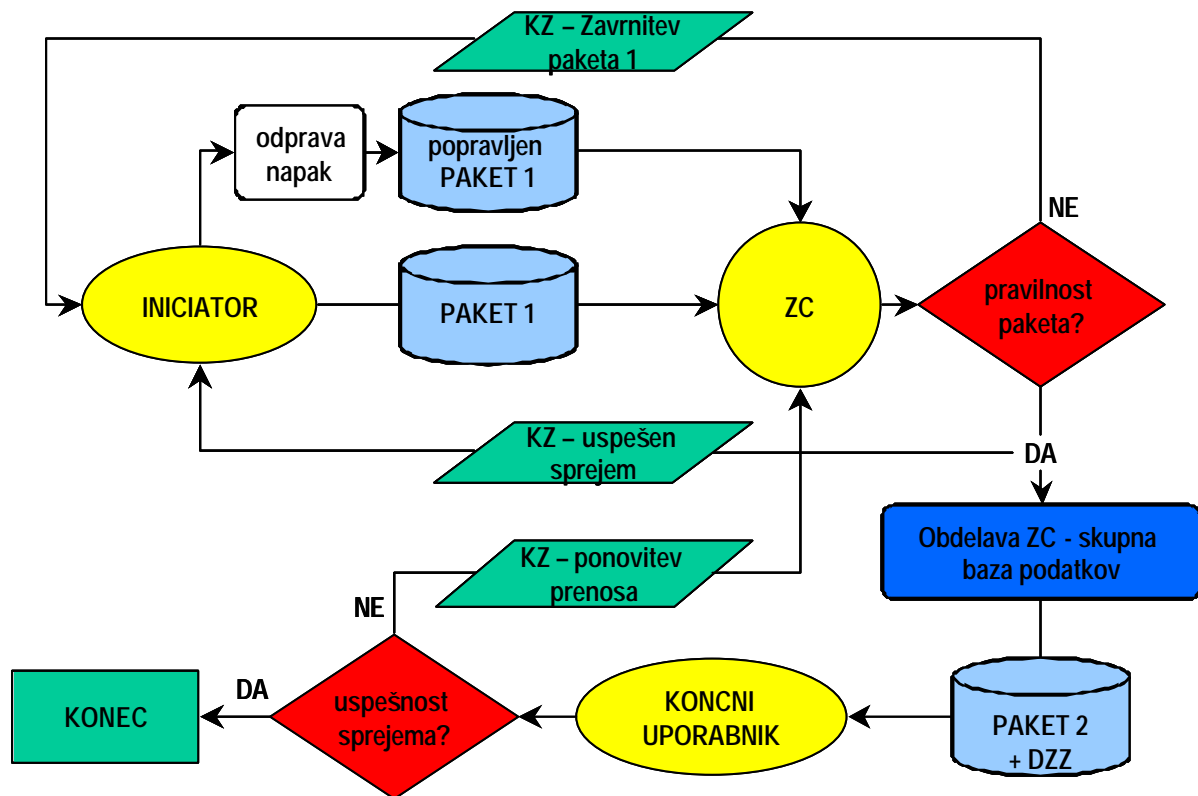 KZ – Zavrnitev
paketa 1
odprava
napak
popravljen
PAKET 1
NE
INICIATOR
PAKET 1
ZC
pravilnost
paketa?
KZ – uspešen
sprejem
DA
Obdelava ZC - skupna
baza podatkov
KZ – ponovitev
prenosa
NE
KONEC
DA
uspešnost
sprejema?
KONCNI
UPORABNIK
PAKET 2
+ DZZ